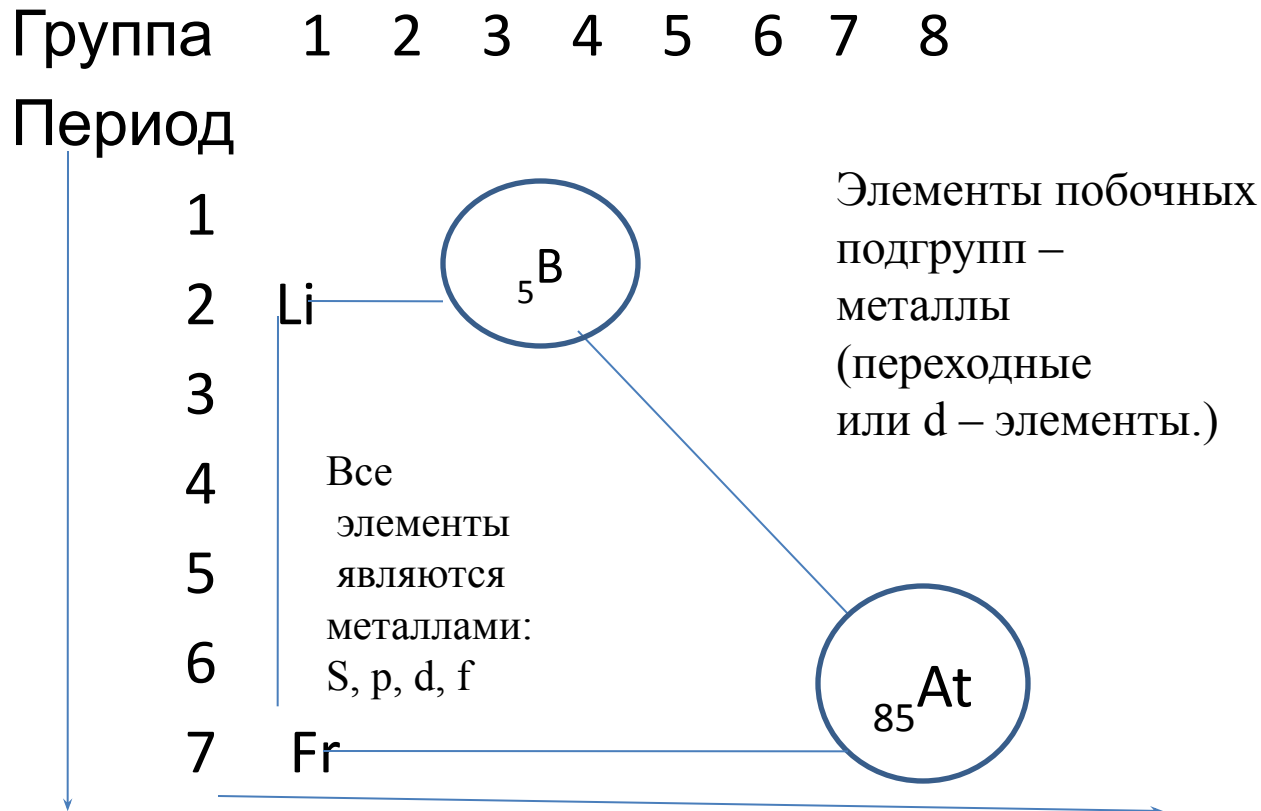 Группа 1 2 3 4 5 6 7 8
Период
1
2 Li
3
4
5
6
7 Fr
₅B
Элементы побочных
подгрупп –
металлы
(переходные
или d – элементы.)
Все
элементы
являются
металлами:
S, p, d, f
₈₅At